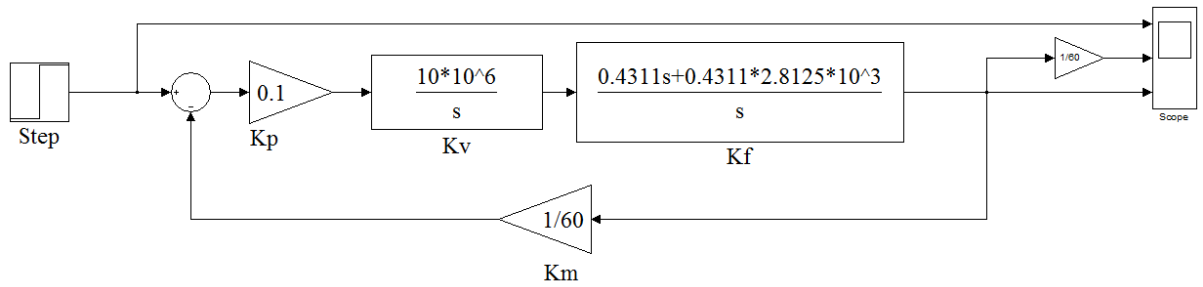 Step
+
−
0.1
Kp
10*10^6
s
Kv
0.4311s+0.4311*2.8125*10^3
s
Kf
1/60
Scope
1/60
Km